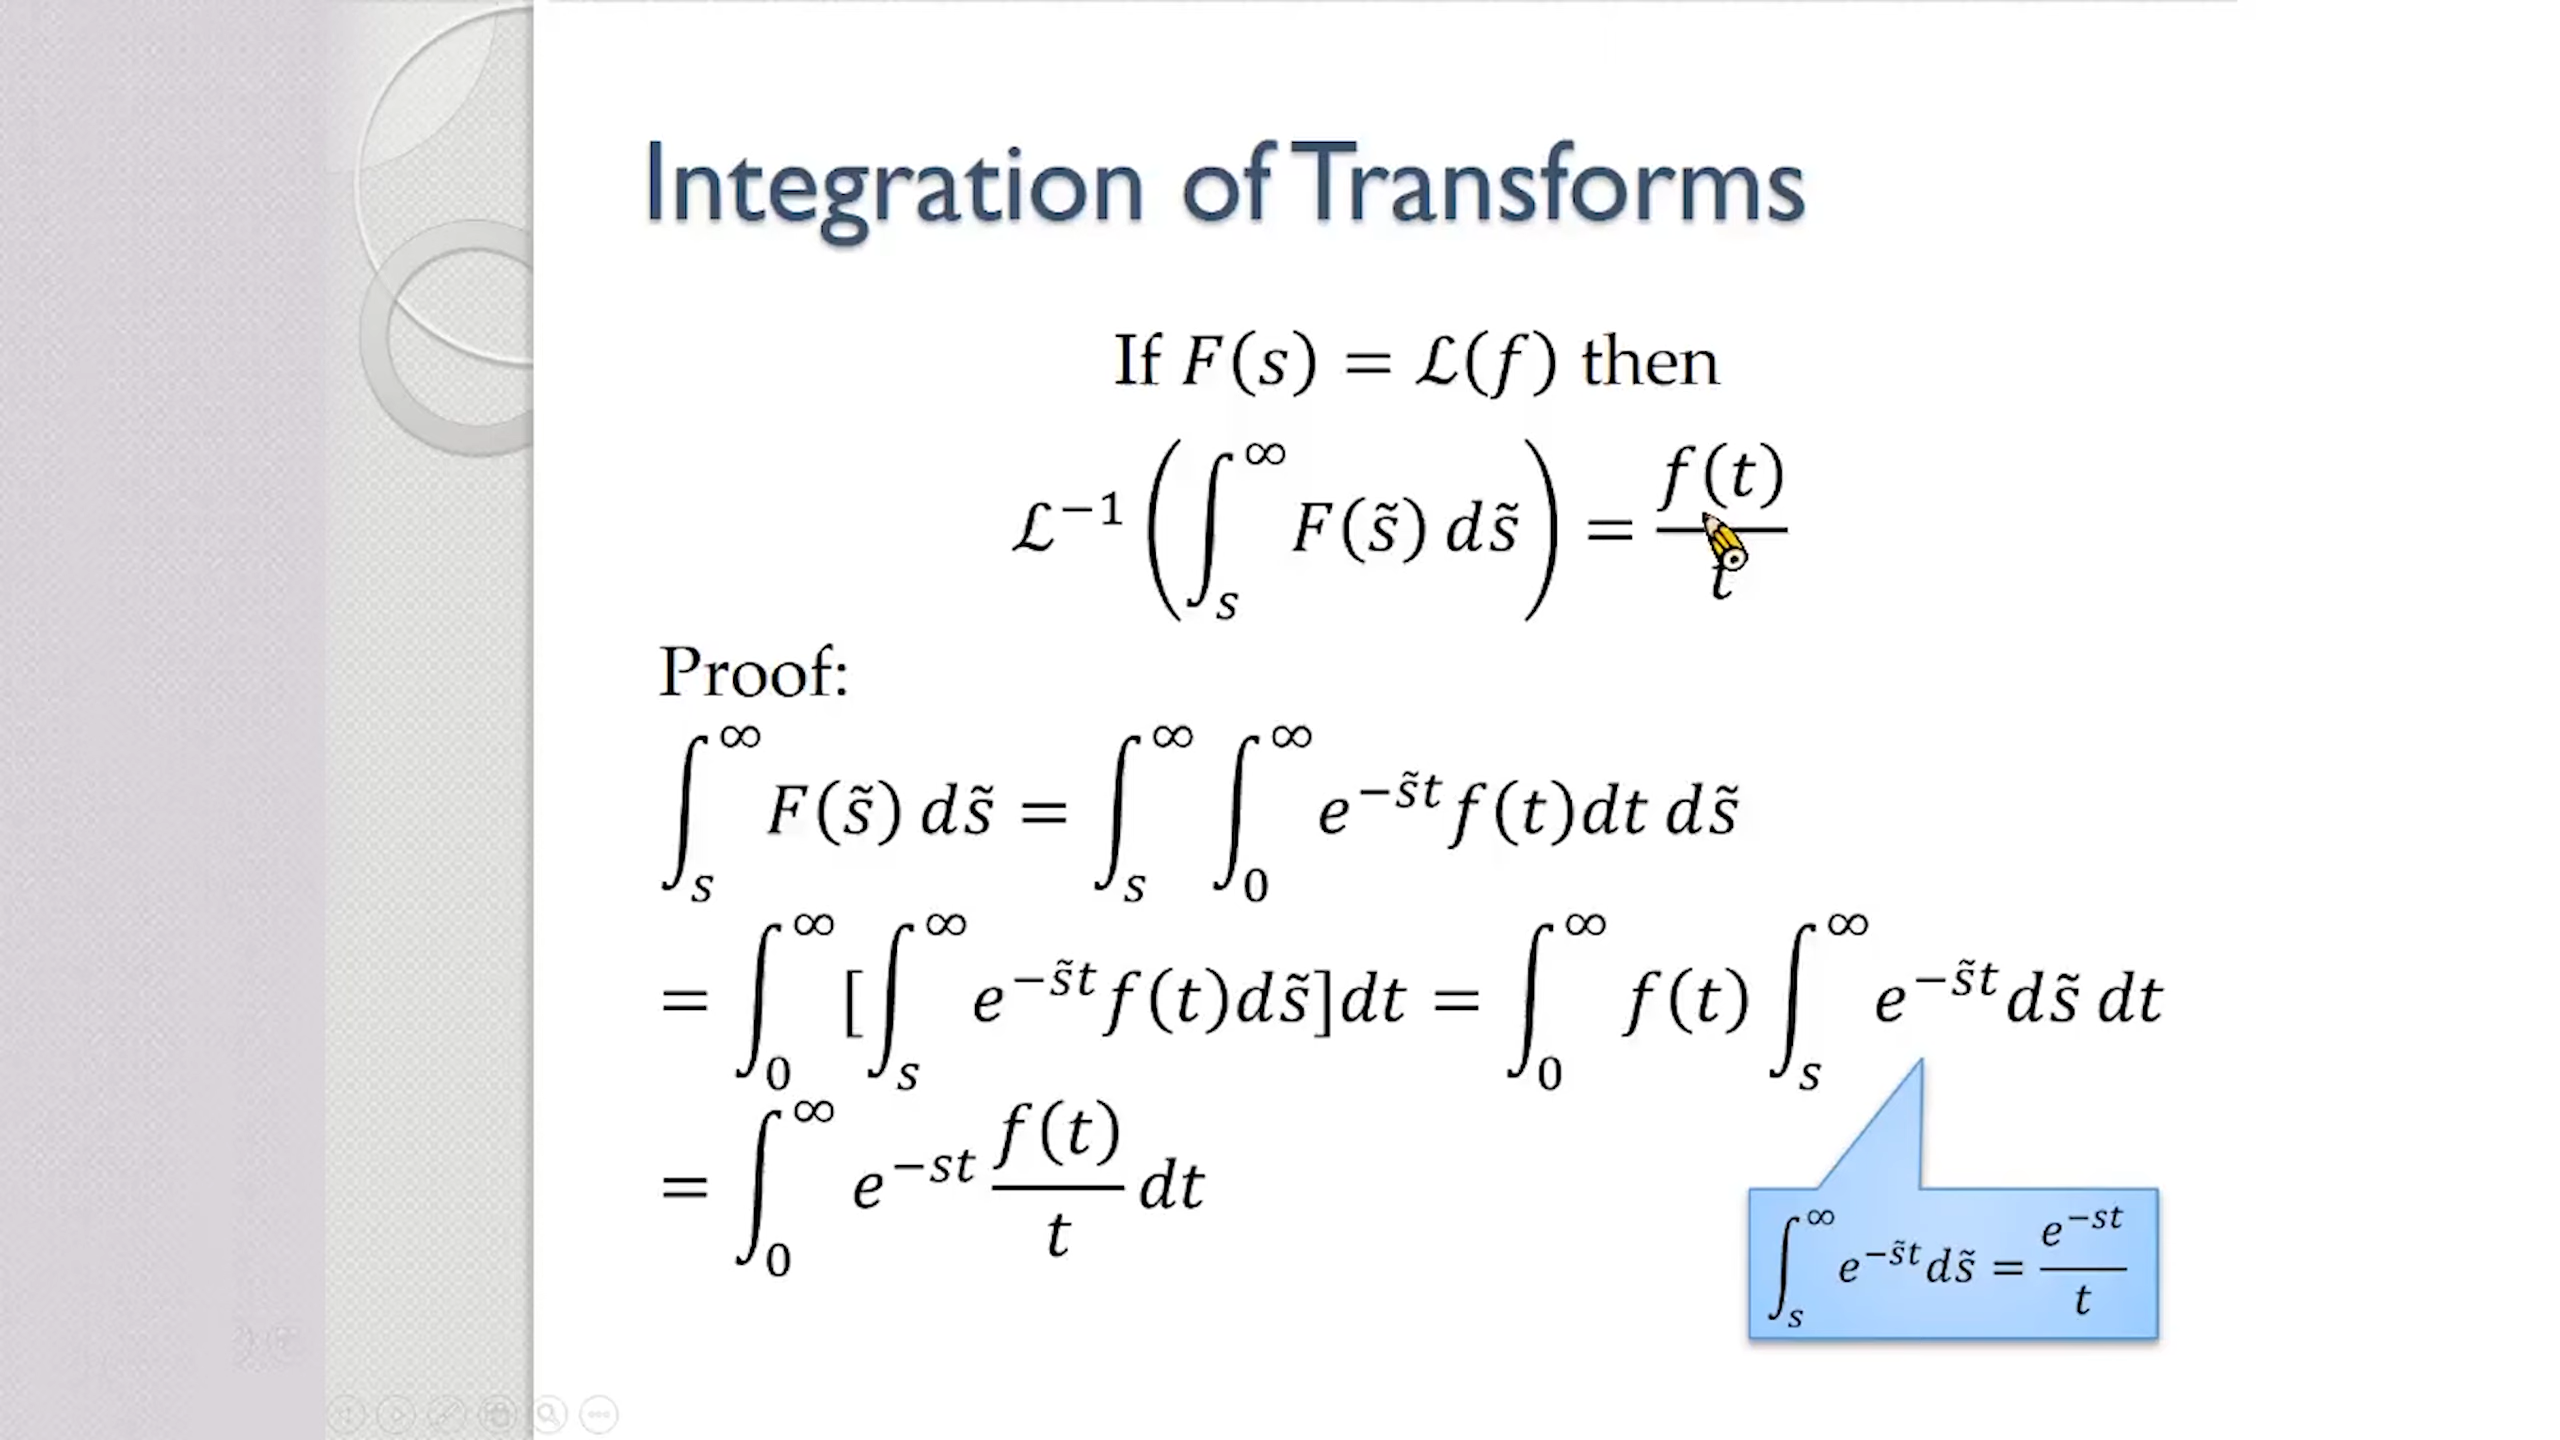 Integration of Transforms
If F(s) = ℒ(f) then
ℒ⁻¹(∫ₛ^∞ F(s̃) ds̃) = f(t)/t
Proof:
∫ₛ^∞ F(s̃) ds̃ = ∫ₛ^∞ ∫₀^∞ e^{−s̃t} f(t)dt ds̃
= ∫₀^∞ [∫ₛ^∞ e^{−s̃t} f(t)ds̃]dt = ∫₀^∞ f(t) ∫ₛ^∞ e^{−s̃t} ds̃ dt
= ∫₀^∞ e^{−st} f(t)/t dt
∫ₛ^∞ e^{−s̃t} ds̃ = e^{−st}/t